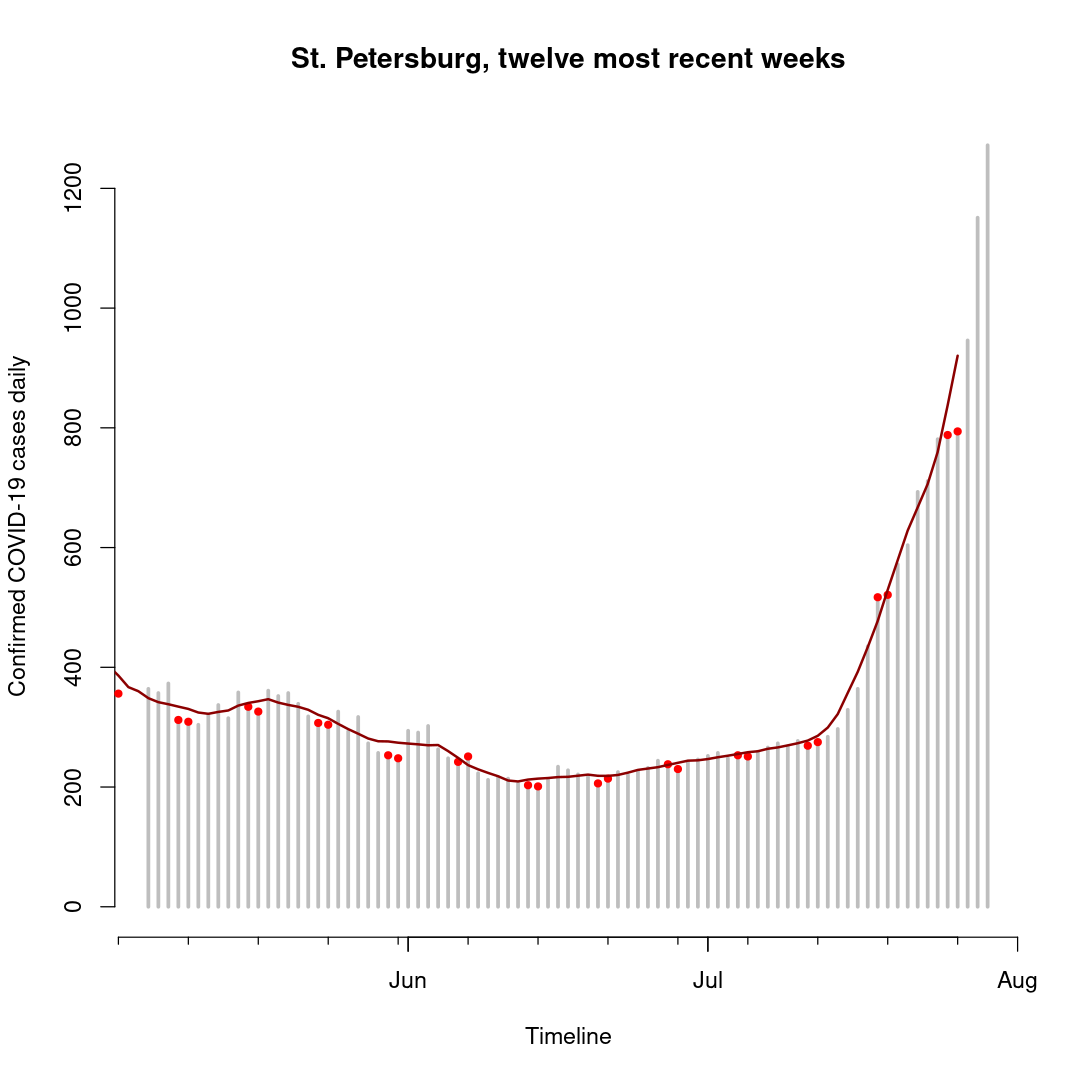 St. Petersburg, twelve most recent weeks
Confirmed COVID-19 cases daily
1200
1000
800
600
400
200
0
Jun Jul Aug
Timeline